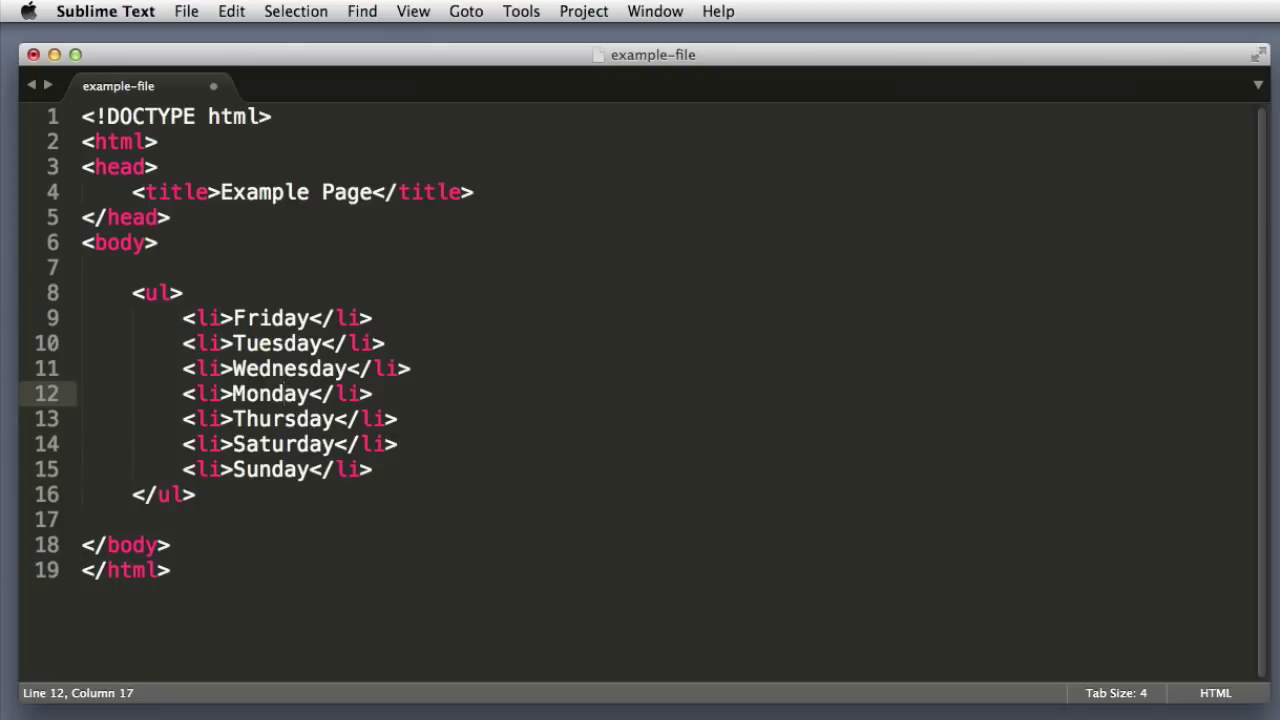 Sublime Text File Edit Selection Find View Goto Tools Project Window Help
example-file
example-file
1 <!DOCTYPE html>
2 <html>
3 <head>
4     <title>Example Page</title>
5 </head>
6 <body>
7
8     <ul>
9         <li>Friday</li>
10         <li>Tuesday</li>
11         <li>Wednesday</li>
12         <li>Monday</li>
13         <li>Thursday</li>
14         <li>Saturday</li>
15         <li>Sunday</li>
16     </ul>
17
18 </body>
19 </html>
Line 12, Column 17 Tab Size: 4 HTML